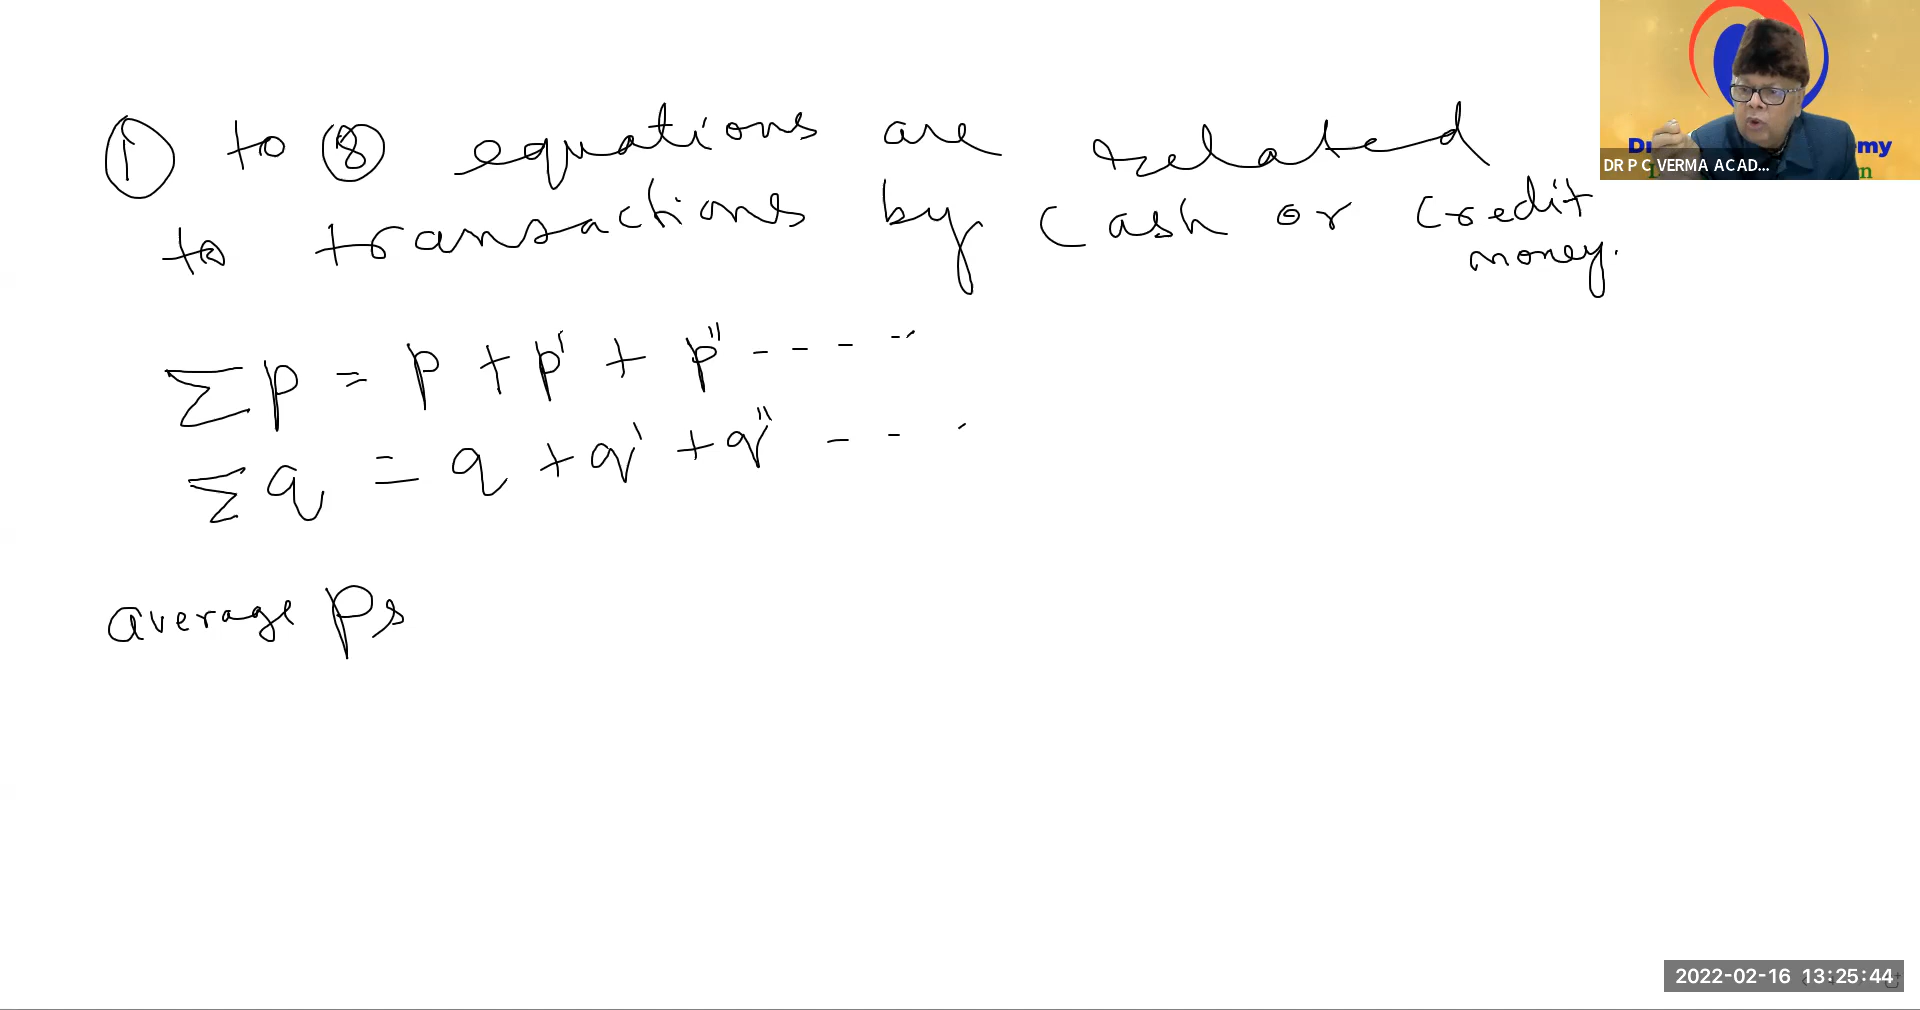 ① to ⑧ equations are related
to transactions by Cash or Credit
money.
Σp = p + p' + p'' - - - -
Σq = q + q' + q'' - - -
average Ps
DR P C VERMA ACAD...
2022-02-16 13:25:44